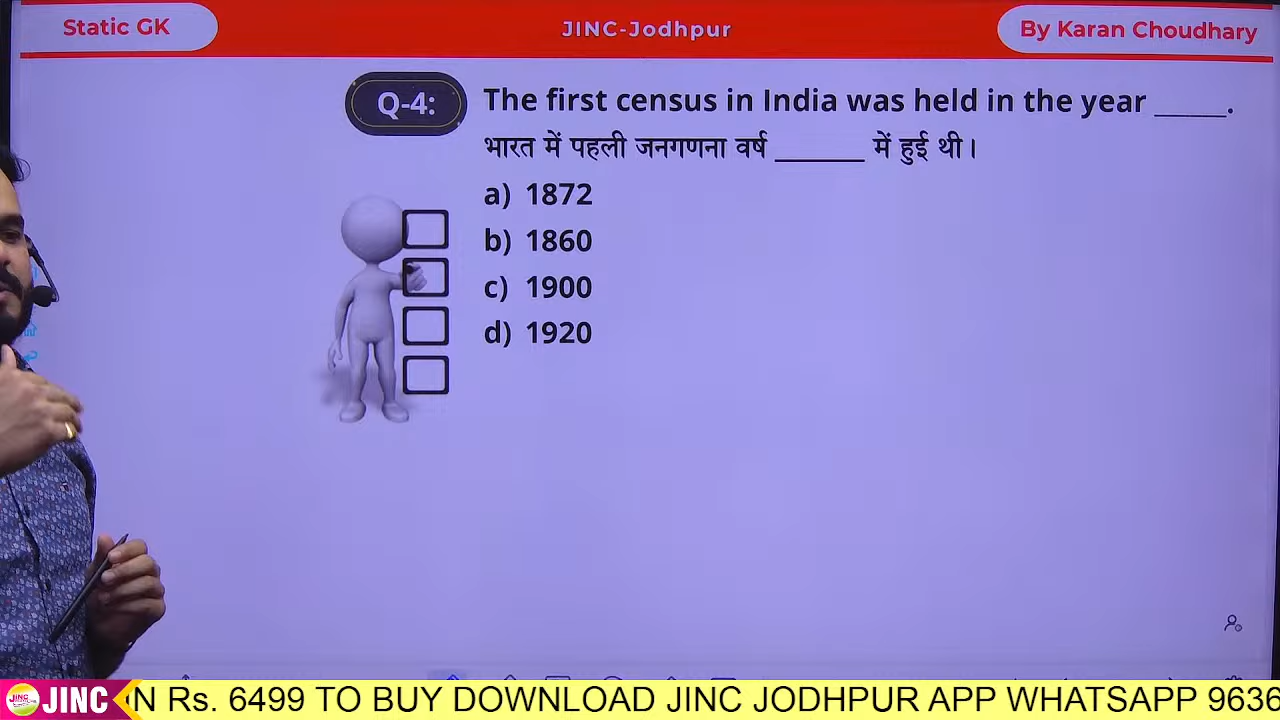 Static GK
JINC-Jodhpur
By Karan Choudhary
Q-4: The first census in India was held in the year _____.
भारत में पहली जनगणना वर्ष ______ में हुई थी।
a) 1872
b) 1860
c) 1900
d) 1920
JINC IN Rs. 6499 TO BUY DOWNLOAD JINC JODHPUR APP WHATSAPP 9636